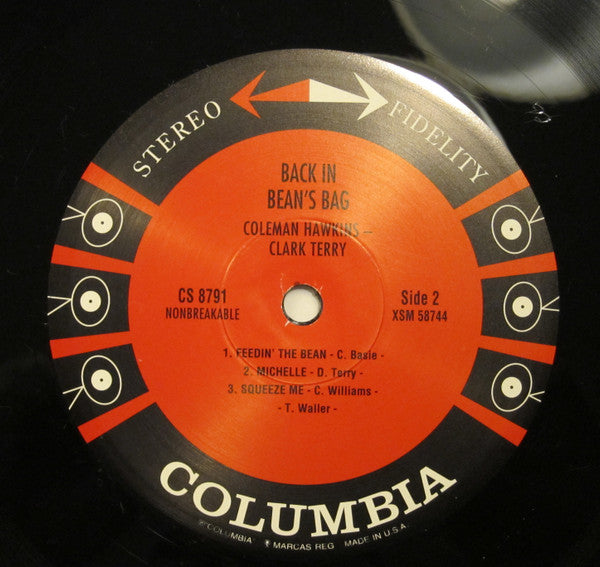 STEREO FIDELITY
BACK IN
BEAN'S BAG
COLEMAN HAWKINS –
CLARK TERRY
CS 8791
NONBREAKABLE
Side 2
XSM 58744
1. FEEDIN' THE BEAN - C. Basie -
2. MICHELLE - D. Terry -
3. SQUEEZE ME - C. Williams -
- T. Waller -
COLUMBIA
"COLUMBIA" MARCAS REG MADE IN U.S.A.